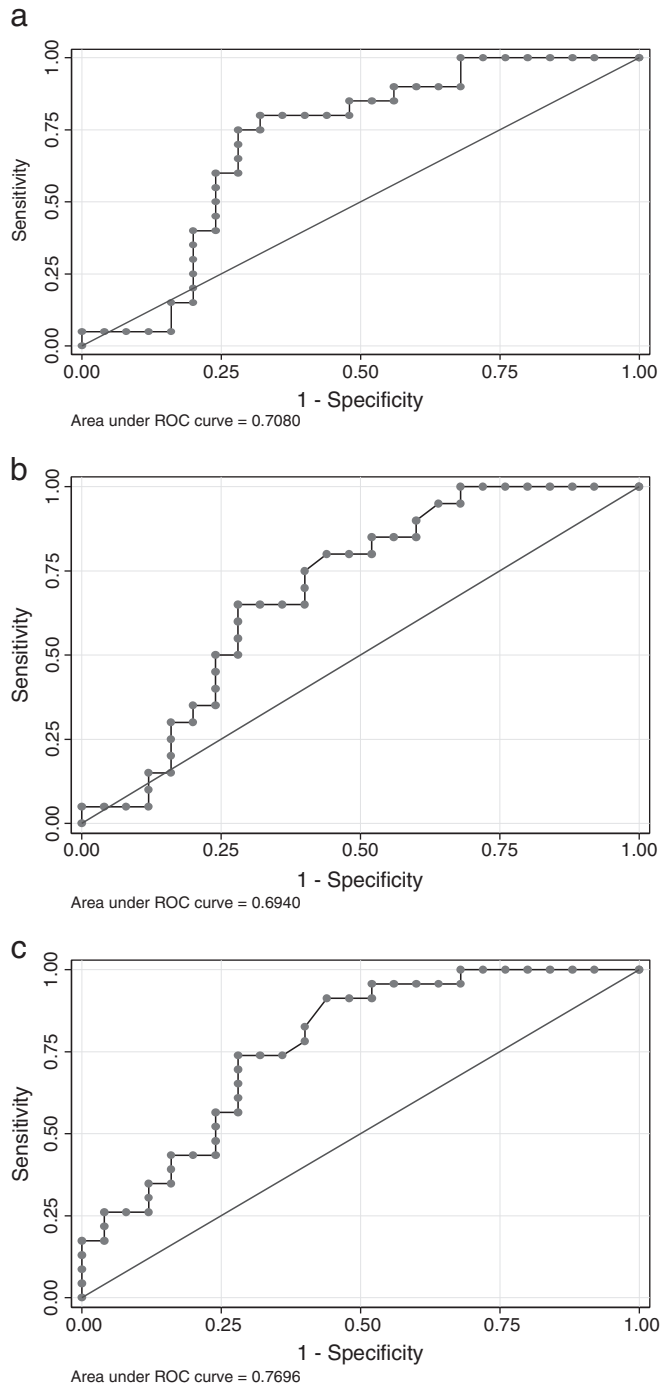 a
Sensitivity
1.00
0.75
0.50
0.25
0.00
0.00 0.25 0.50 0.75 1.00
1 - Specificity
Area under ROC curve = 0.7080
b
Sensitivity
1.00
0.75
0.50
0.25
0.00
0.00 0.25 0.50 0.75 1.00
1 - Specificity
Area under ROC curve = 0.6940
c
Sensitivity
1.00
0.75
0.50
0.25
0.00
0.00 0.25 0.50 0.75 1.00
1 - Specificity
Area under ROC curve = 0.7696